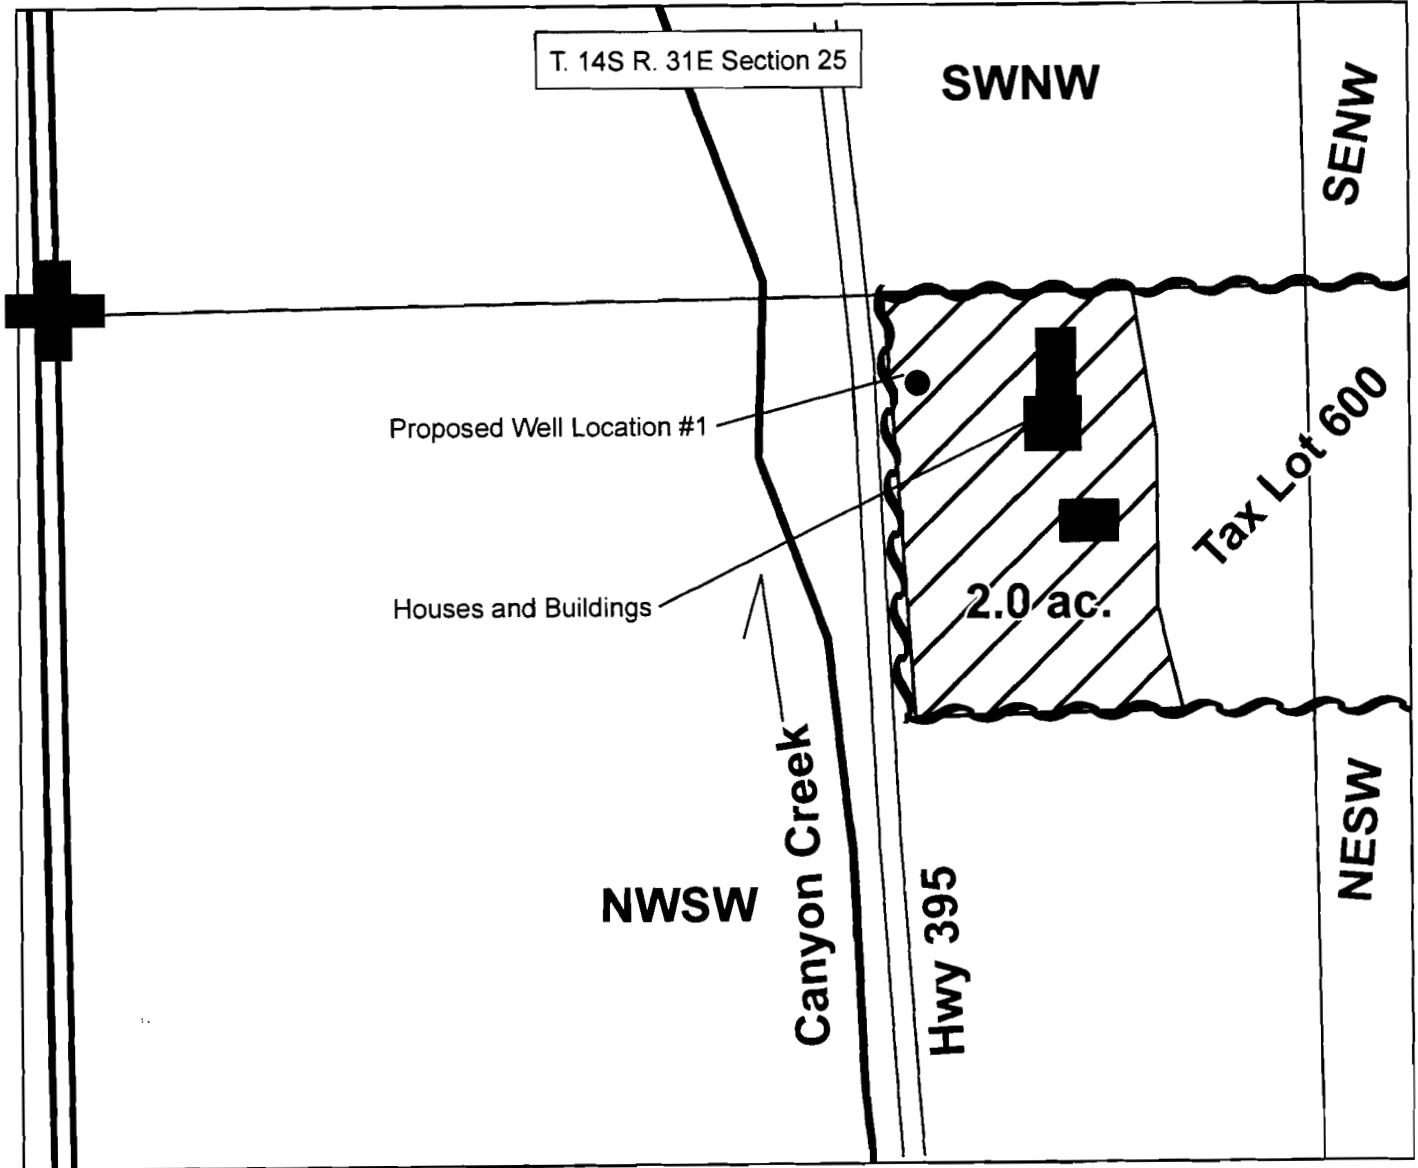 T. 14S R. 31E Section 25
SWNW
SENW
Proposed Well Location #1
Tax Lot 600
Houses and Buildings
2.0 ac.
Canyon Creek
NWSW
Hwy 395
NESW